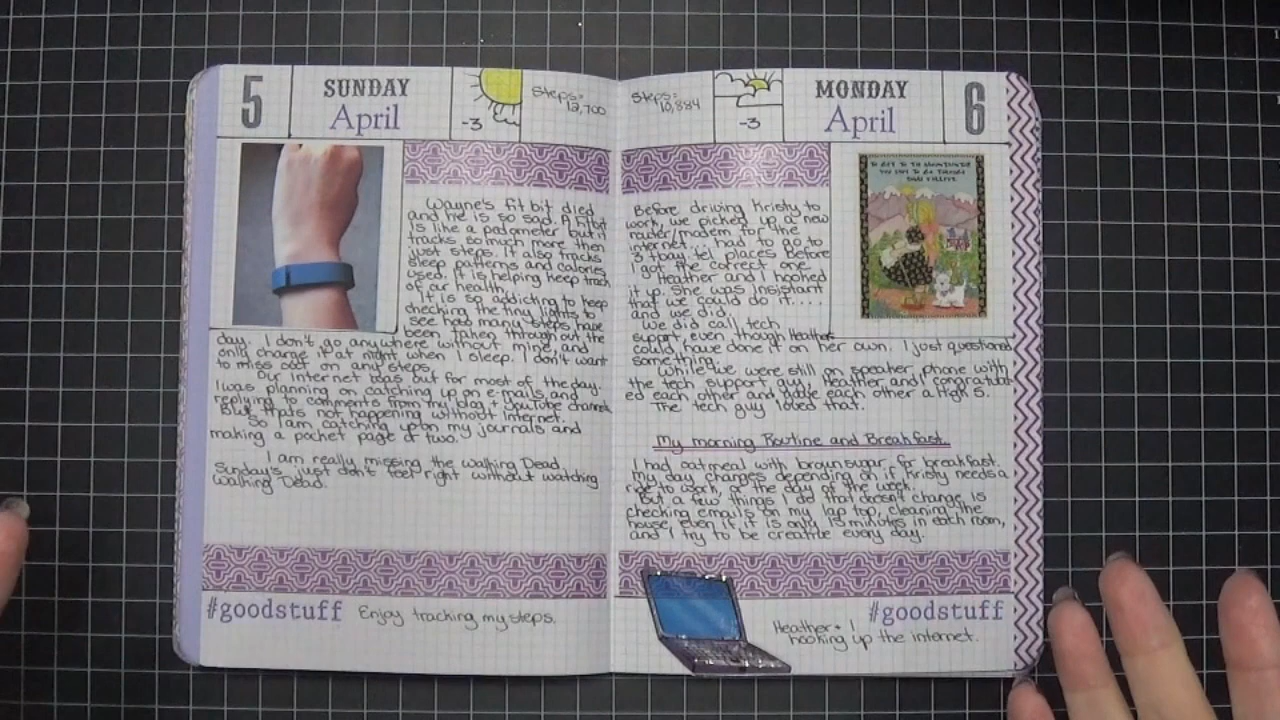 5
SUNDAY
April
-3
Steps=
12,700
Wayne's fitbit died
and he is so sad. A fitbit
is like a pedometer but it
tracks so much more then
just steps. It also tracks
sleep patterns and calories
used. It is helping keep track
of our health.
It is so addicting to keep
checking the tiny lights to
see how many steps have
been taken throughout the
day. I don't go anywhere without mine, and
only charge it at night when I sleep. I don't want
to miss out on any steps.
Our Internet was out for most of the day.
I was planning on catching up on e-mails and
replying to comments from my blog + YouTube channel.
But thats not happening without Internet.
So I am catching up on my journals and
making a pocket page or two.
I am really missing the Walking Dead
Sunday's just don't feel right without watching
Walking Dead.
#goodstuff
Enjoy tracking my steps.
Steps=
10,884
-3
MONDAY
April
6
Before driving Kristy to
work, we picked up a new
router/modem for the
internet. I had to go to
3 tbay tel places before
I got the correct one.
Heather and I hooked
it up. She was insistant
that we could do it....
and we did.
We did call tech
support, even though Heather
could have done it on her own. I just questioned
something.
While we were still on speaker phone with
the tech support guy, Heather and I congratulat-
ed each other and gave each other a High 5.
The tech guy loved that.
My morning Routine and Breakfast.
I had oatmeal with brown sugar for breakfast.
My day changes depending on if Kristy needs a
ride to work, or the day of the week.
But a few things I do that doesn't change is
checking emails on my lap top, cleaning the
house, even if it is only 15 minutes in each room,
and I try to be creative every day.
#goodstuff
Heather + I
hooking up the internet.